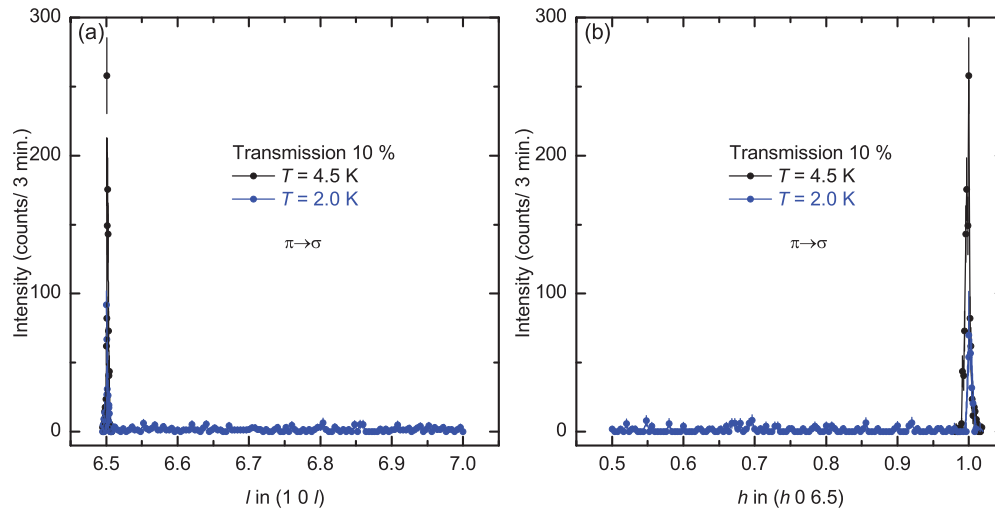 (a)
300
200
100
0
Intensity (counts/ 3 min.)
Transmission 10 %
T = 4.5 K
T = 2.0 K
π→σ
6.5 6.6 6.7 6.8 6.9 7.0
l in (1 0 l)
(b)
300
200
100
0
Intensity (counts/ 3 min.)
Transmission 10 %
T = 4.5 K
T = 2.0 K
π→σ
0.5 0.6 0.7 0.8 0.9 1.0
h in (h 0 6.5)